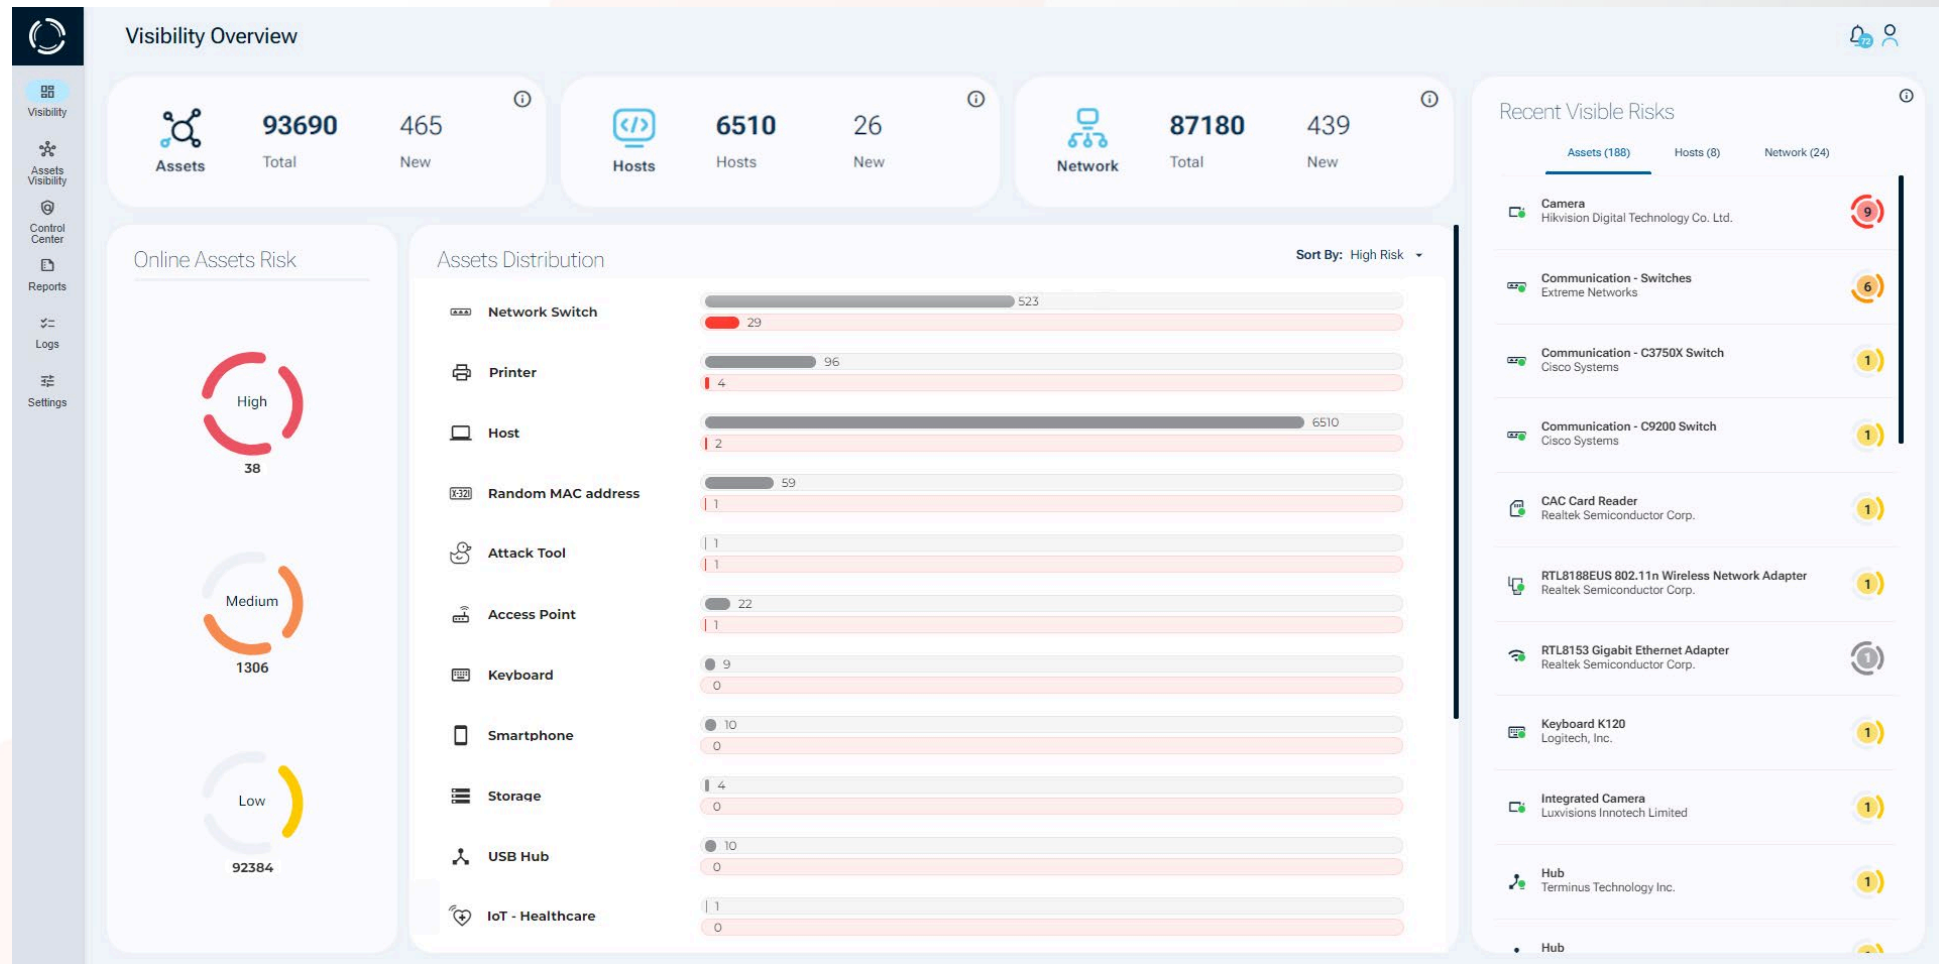 Visibility Overview
Visibility
Assets
Visibility
Control
Center
Reports
Logs
Settings
93690
465
Assets
Total
New
6510
26
Hosts
Hosts
New
87180
439
Network
Total
New
Online Assets Risk
High
38
Medium
1306
Low
92384
Assets Distribution
Sort By: High Risk
Network Switch
523
29
Printer
96
4
Host
6510
2
X-32I
Random MAC address
59
1
Attack Tool
1
1
Access Point
22
1
Keyboard
9
0
Smartphone
10
0
Storage
4
0
USB Hub
10
0
IoT - Healthcare
1
0
Recent Visible Risks
Assets (188) Hosts (8) Network (24)
Camera
Hikvision Digital Technology Co. Ltd.
9
Communication - Switches
Extreme Networks
6
Communication - C3750X Switch
Cisco Systems
1
Communication - C9200 Switch
Cisco Systems
1
CAC Card Reader
Realtek Semiconductor Corp.
1
RTL8188EUS 802.11n Wireless Network Adapter
Realtek Semiconductor Corp.
1
RTL8153 Gigabit Ethernet Adapter
Realtek Semiconductor Corp.
1
Keyboard K120
Logitech, Inc.
1
Integrated Camera
Luxvisions Innotech Limited
1
Hub
Terminus Technology Inc.
1
Hub